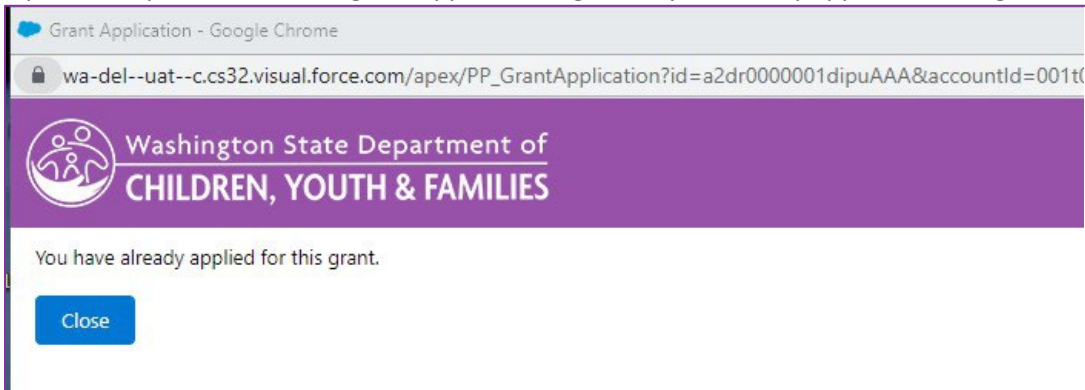 Grant Application - Google Chrome
wa-del--uat--c.cs32.visual.force.com/apex/PP_GrantApplication?id=a2dr0000001dipuAAA&accountId=001t0
Washington State Department of
CHILDREN, YOUTH & FAMILIES
You have already applied for this grant.
Close